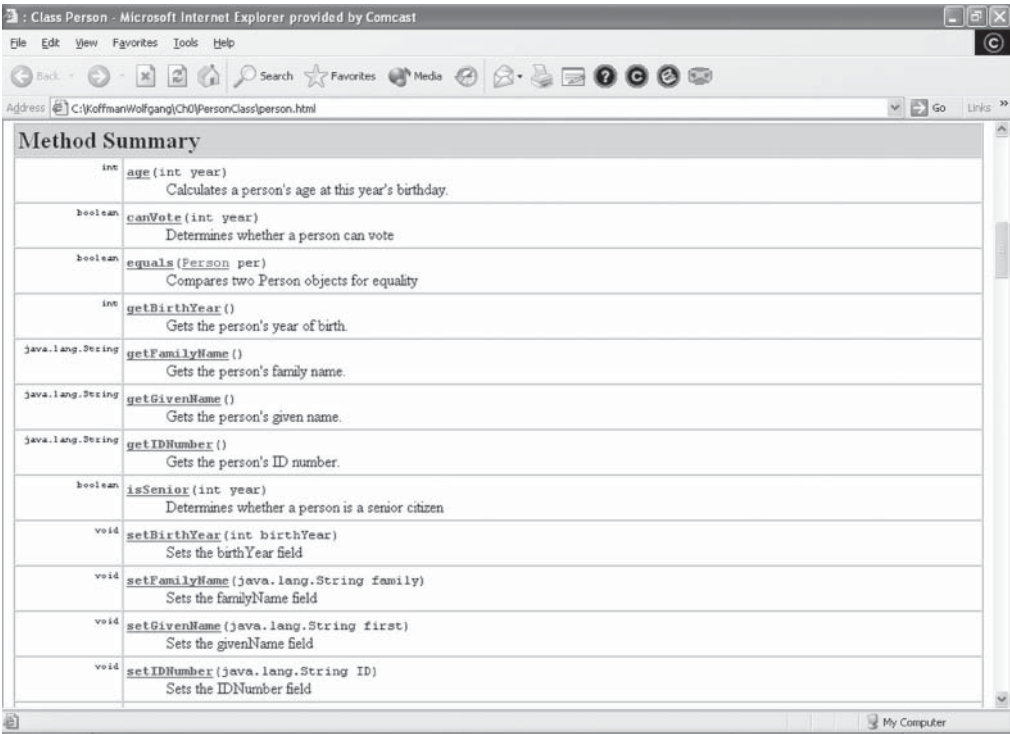 : Class Person - Microsoft Internet Explorer provided by Comcast
File Edit View Favorites Tools Help
Back Search Favorites Media
Address C:\KoffmanWolfgang\Ch0\PersonClass\person.html Go Links »
Method Summary
int age(int year)
Calculates a person's age at this year's birthday.
boolean canVote(int year)
Determines whether a person can vote
boolean equals(Person per)
Compares two Person objects for equality
int getBirthYear()
Gets the person's year of birth.
java.lang.String getFamilyName()
Gets the person's family name.
java.lang.String getGivenName()
Gets the person's given name.
java.lang.String getIDNumber()
Gets the person's ID number.
boolean isSenior(int year)
Determines whether a person is a senior citizen
void setBirthYear(int birthYear)
Sets the birthYear field
void setFamilyName(java.lang.String family)
Sets the familyName field
void setGivenName(java.lang.String first)
Sets the givenName field
void setIDNumber(java.lang.String ID)
Sets the IDNumber field
My Computer